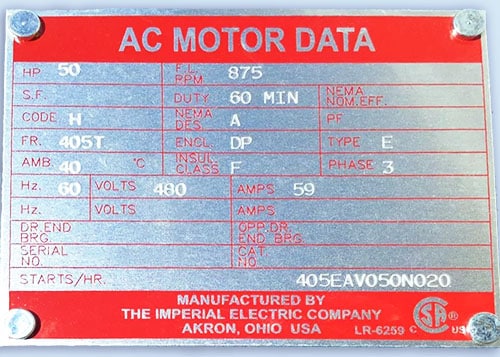 AC MOTOR DATA
HP 50 F.L. RPM 875
S.F. DUTY 60 MIN NEMA NOM.EFF.
CODE H NEMA DES. A PF
FR. 405T ENCL. DP TYPE E
AMB. 40 °C INSUL. CLASS F PHASE 3
Hz. 60 VOLTS 480 AMPS 59
Hz. VOLTS AMPS
DR.END BRG. OPP.DR. END BRG.
SERIAL NO. CAT NO.
STARTS/HR. 405EAV050N020
MANUFACTURED BY
THE IMPERIAL ELECTRIC COMPANY
AKRON, OHIO USA LR-6259 C SA US